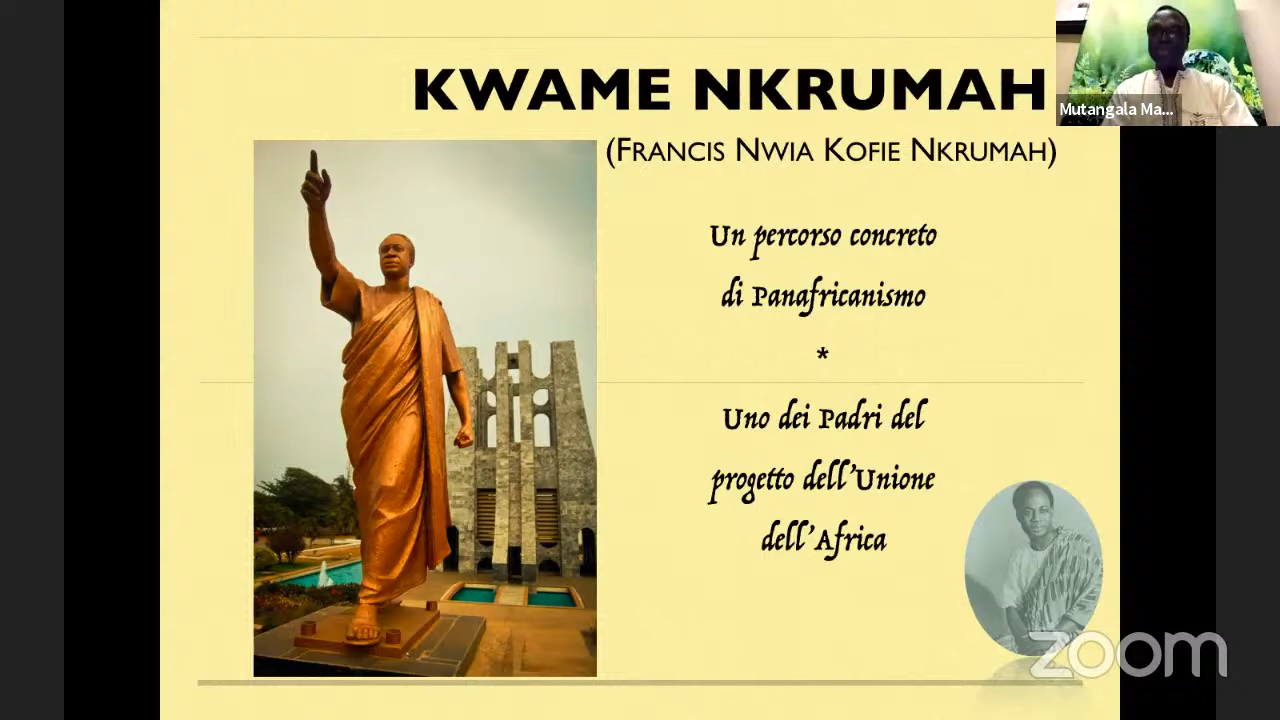 KWAME NKRUMAH
Mutangala Ma...
(FRANCIS NWIA KOFIE NKRUMAH)
Un percorso concreto
di Panafricanismo
*
Uno dei Padri del
progetto dell'Unione
dell'Africa
zoom